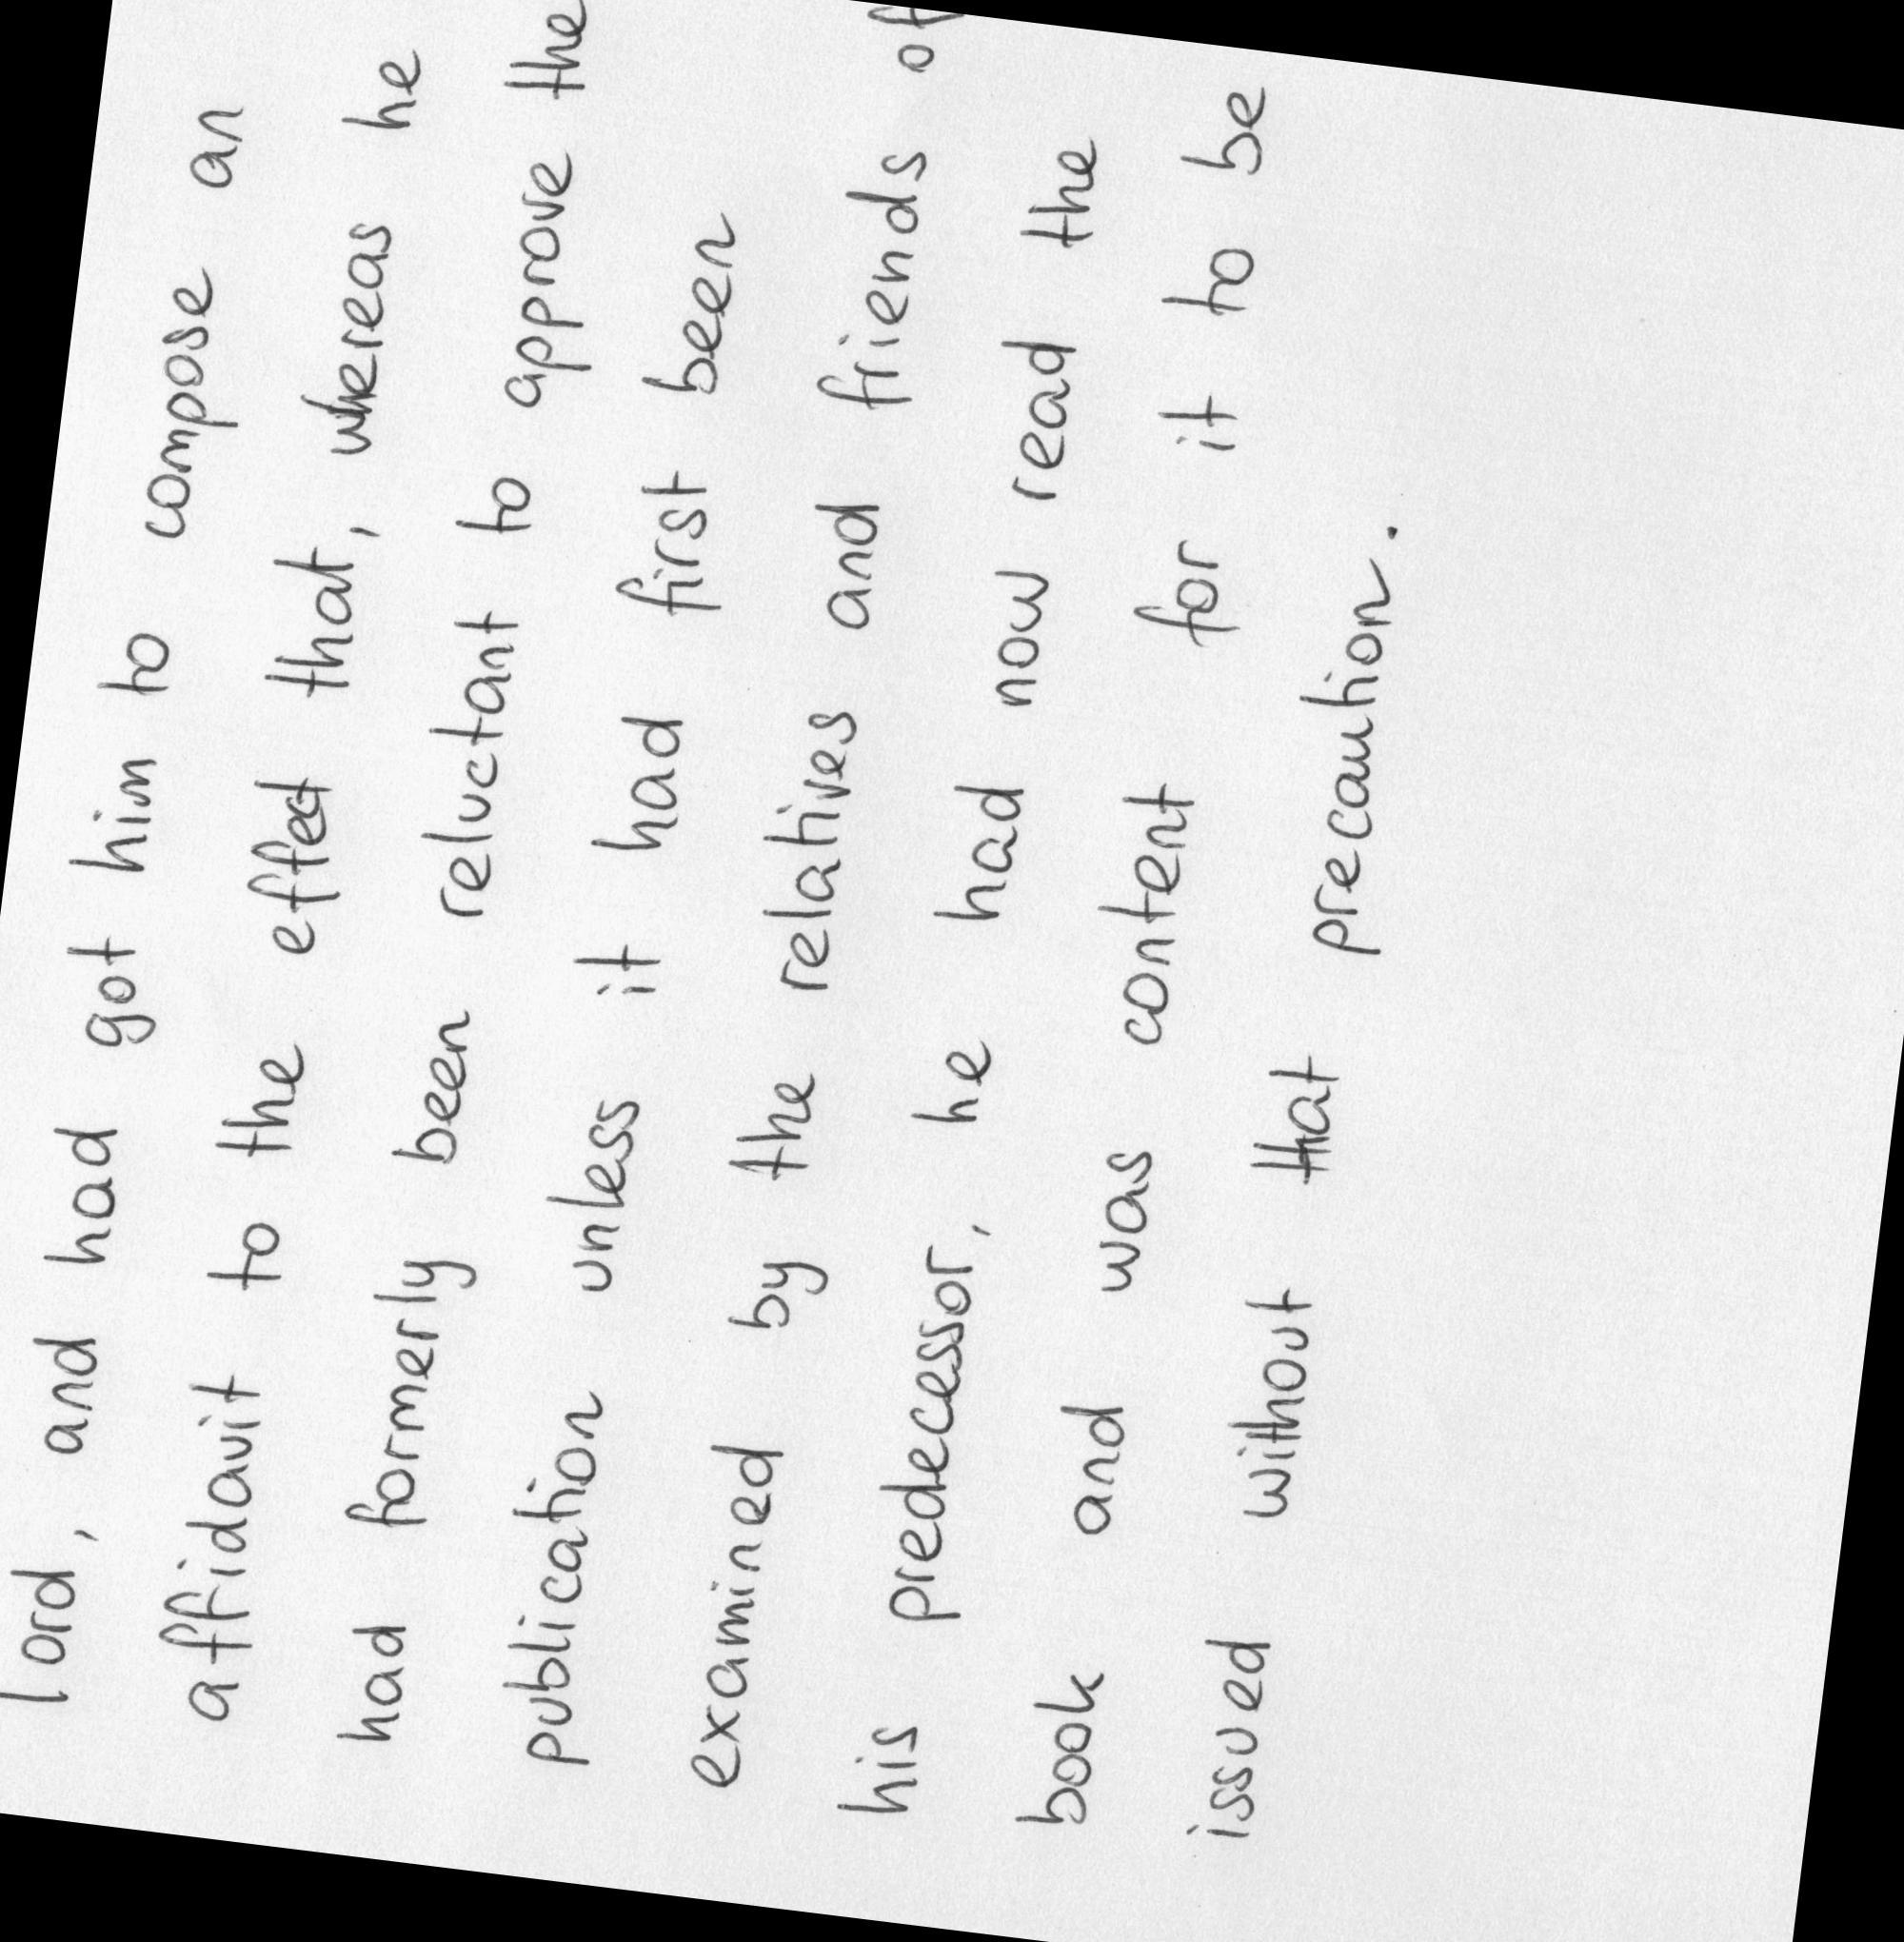 lord, and had got him to compose an
affidavit to the effect that, whereas he
had formerly been reluctant to approve the
publication unless it had first been
examined by the relatives and friends of
his predecessor, he had now read the
book and was content for it to be
issued without that precaution.